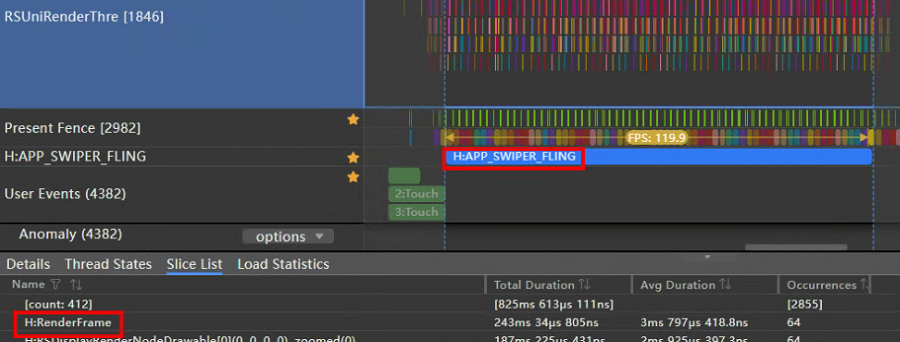 RSUniRenderThre [1846]
Present Fence [2982]
FPS: 119.9
H:APP_SWIPER_FLING
H:APP_SWIPER_FLING
User Events (4382)
2:Touch
3:Touch
Anomaly (4382)
options
Details Thread States Slice List Load Statistics
Name Total Duration Avg Duration Occurrences
[count: 412] [825ms 613μs 111ns] [2855]
H:RenderFrame 243ms 34μs 805ns 3ms 797μs 418.8ns 64
H:RSDisplayRenderNodeDrawable[0](0, 0, 0, 0), zoomed(0) 187ms 225μs 431ns 2ms 925μs 397.3ns 64